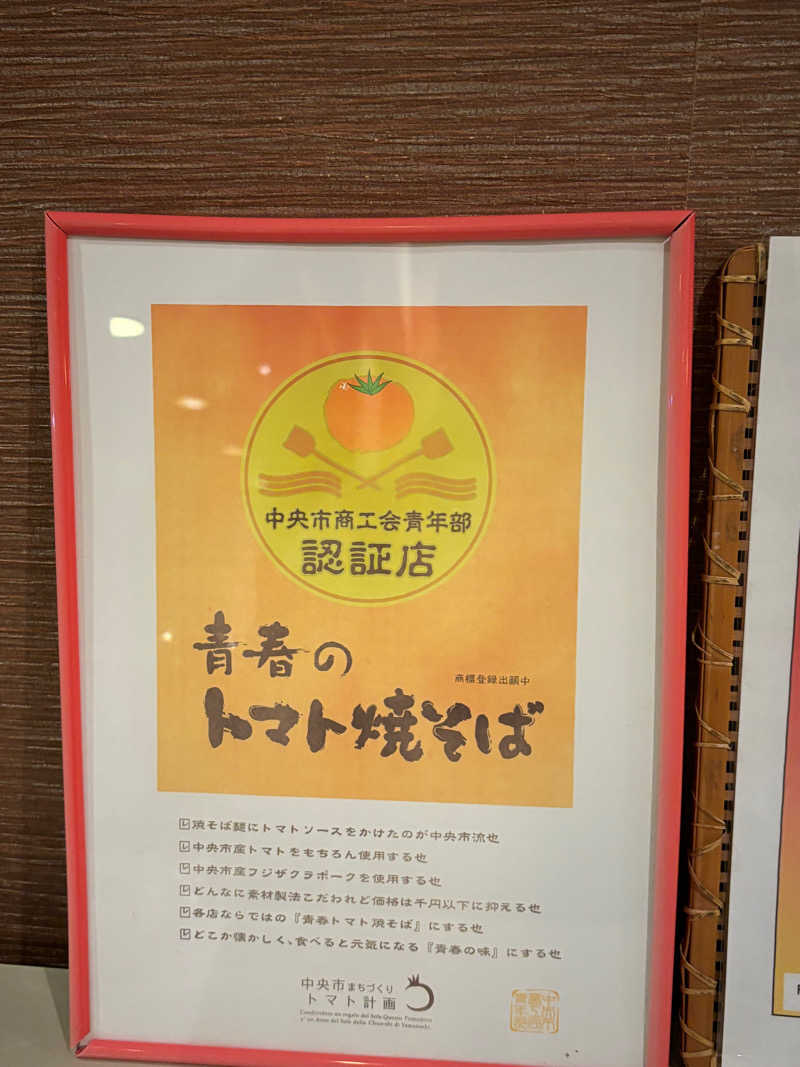 中央市商工会青年部
認証店
青春の
商標登録出願中
トマト焼そば
焼そば麺にトマトソースをかけたのが中央市流也
中央市産トマトをもちろん使用する也
中央市産フジザクラポークを使用する也
どんなに素材製法こだわれど価格は千円以下に抑える也
各店ならではの『青春トマト焼そば』にする也
どこか懐かしく、食べると元気になる『青春の味』にする也
中央市まちづくり
トマト計画